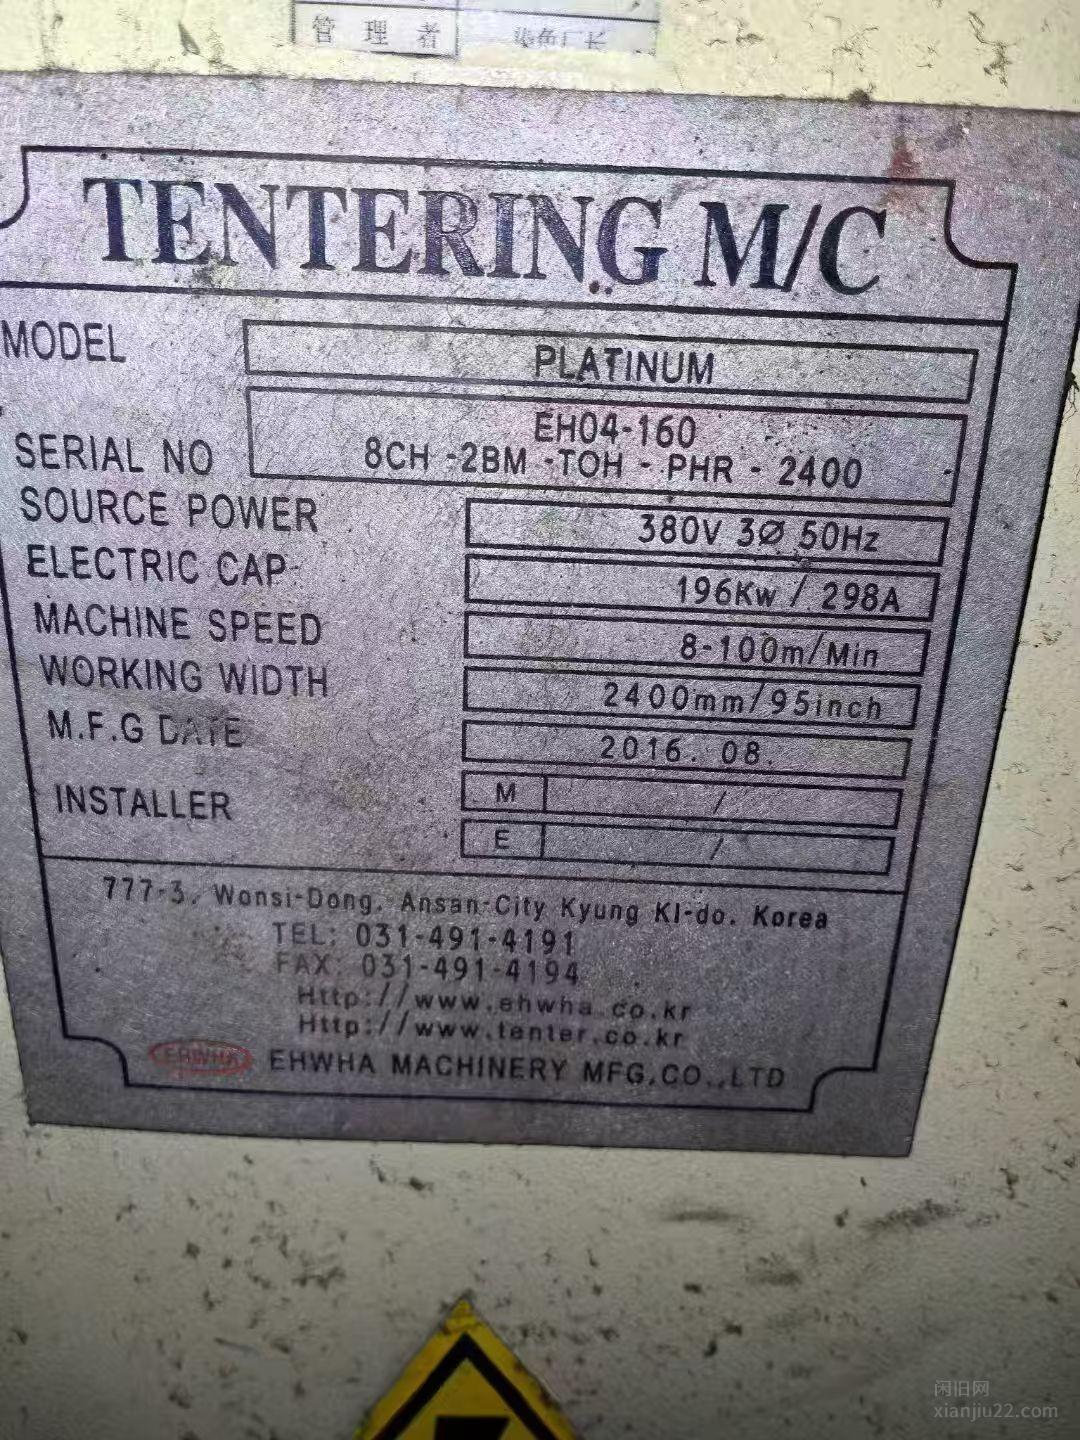 管 理 者 染色厂长
TENTERING M/C
MODEL PLATINUM
EH04-160
SERIAL NO 8CH -2BM -TOH - PHR - 2400
SOURCE POWER 380V 3Ø 50Hz
ELECTRIC CAP. 196Kw / 298A
MACHINE SPEED 8-100m/Min
WORKING WIDTH 2400mm/95inch
M.F.G DATE 2016. 08.
INSTALLER M /
E /
777-3, Wonsi-Dong, Ansan-City Kyung KI-do. Korea
TEL: 031-491-4191
FAX: 031-491-4194
Http://www.ehwha.co.kr
Http://www.tenter.co.kr
EHWHA EHWHA MACHINERY MFG.CO.,LTD
闲旧网
xianjiu22.com